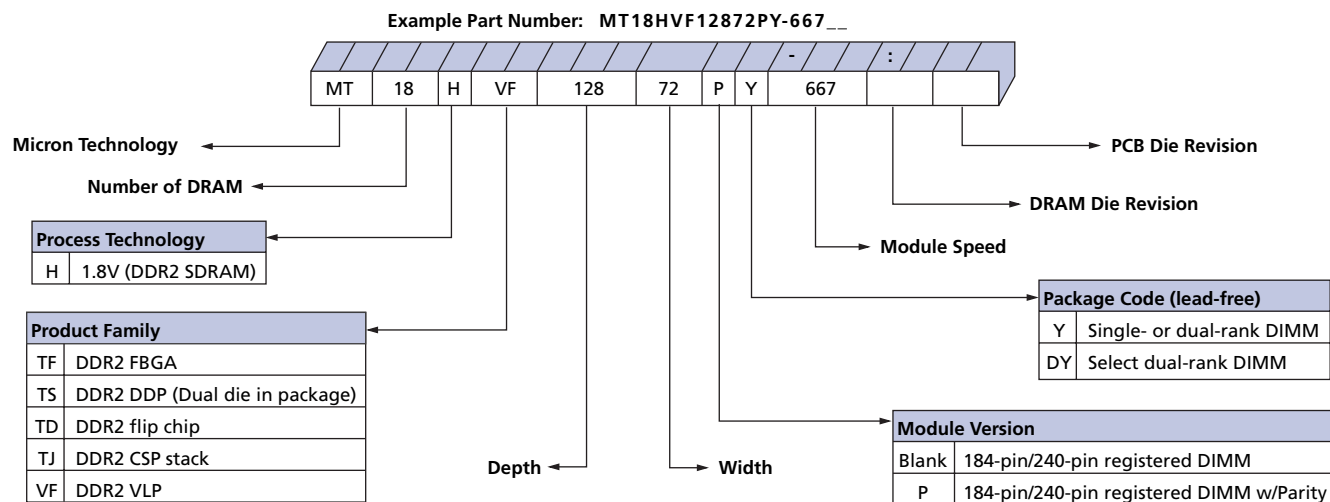 Example Part Number: MT18HVF12872PY-667__
- :
MT 18 H VF 128 72 P Y 667
Micron Technology
PCB Die Revision
Number of DRAM
DRAM Die Revision
Process Technology
H 1.8V (DDR2 SDRAM)
Module Speed
Package Code (lead-free)
Y Single- or dual-rank DIMM
DY Select dual-rank DIMM
Product Family
TF DDR2 FBGA
TS DDR2 DDP (Dual die in package)
TD DDR2 flip chip
TJ DDR2 CSP stack
VF DDR2 VLP
Depth
Width
Module Version
Blank 184-pin/240-pin registered DIMM
P 184-pin/240-pin registered DIMM w/Parity